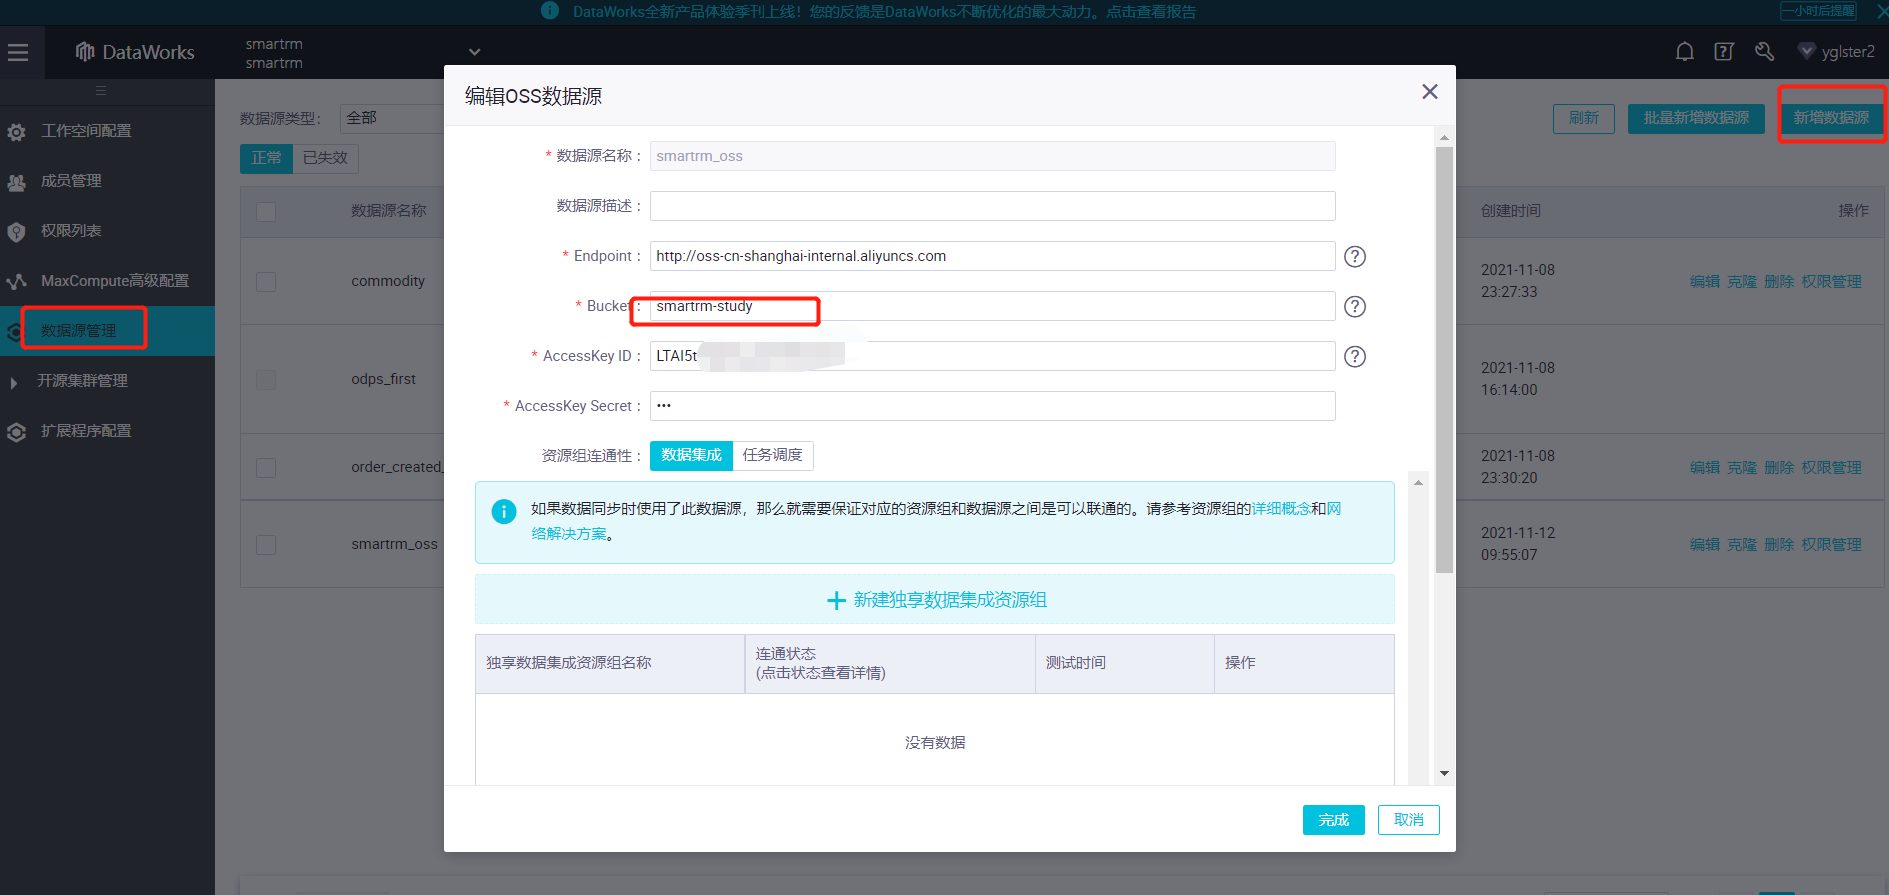 DataWorks全新产品体验季刊上线！您的反馈是DataWorks不断优化的最大动力。点击查看报告
一小时后提醒
DataWorks
smartrm
smartrm
yglster2
工作空间配置
成员管理
权限列表
MaxCompute高级配置
数据源管理
开源集群管理
扩展程序配置
数据源类型：
全部
刷新
批量新增数据源
新增数据源
正常
已失效
数据源名称
创建时间
操作
commodity
2021-11-08
23:27:33
编辑 克隆 删除 权限管理
odps_first
2021-11-08
16:14:00
order_created_
2021-11-08
23:30:20
编辑 克隆 删除 权限管理
smartrm_oss
2021-11-12
09:55:07
编辑 克隆 删除 权限管理
编辑OSS数据源
* 数据源名称：
smartrm_oss
数据源描述：
* Endpoint：
http://oss-cn-shanghai-internal.aliyuncs.com
* Bucket：
smartrm-study
* AccessKey ID：
LTAI5t
* AccessKey Secret：
•••
资源组连通性：
数据集成
任务调度
如果数据同步时使用了此数据源，那么就需要保证对应的资源组和数据源之间是可以联通的。请参考资源组的详细概念和网
络解决方案。
新建独享数据集成资源组
独享数据集成资源组名称
连通状态
(点击状态查看详情)
测试时间
操作
没有数据
完成
取消